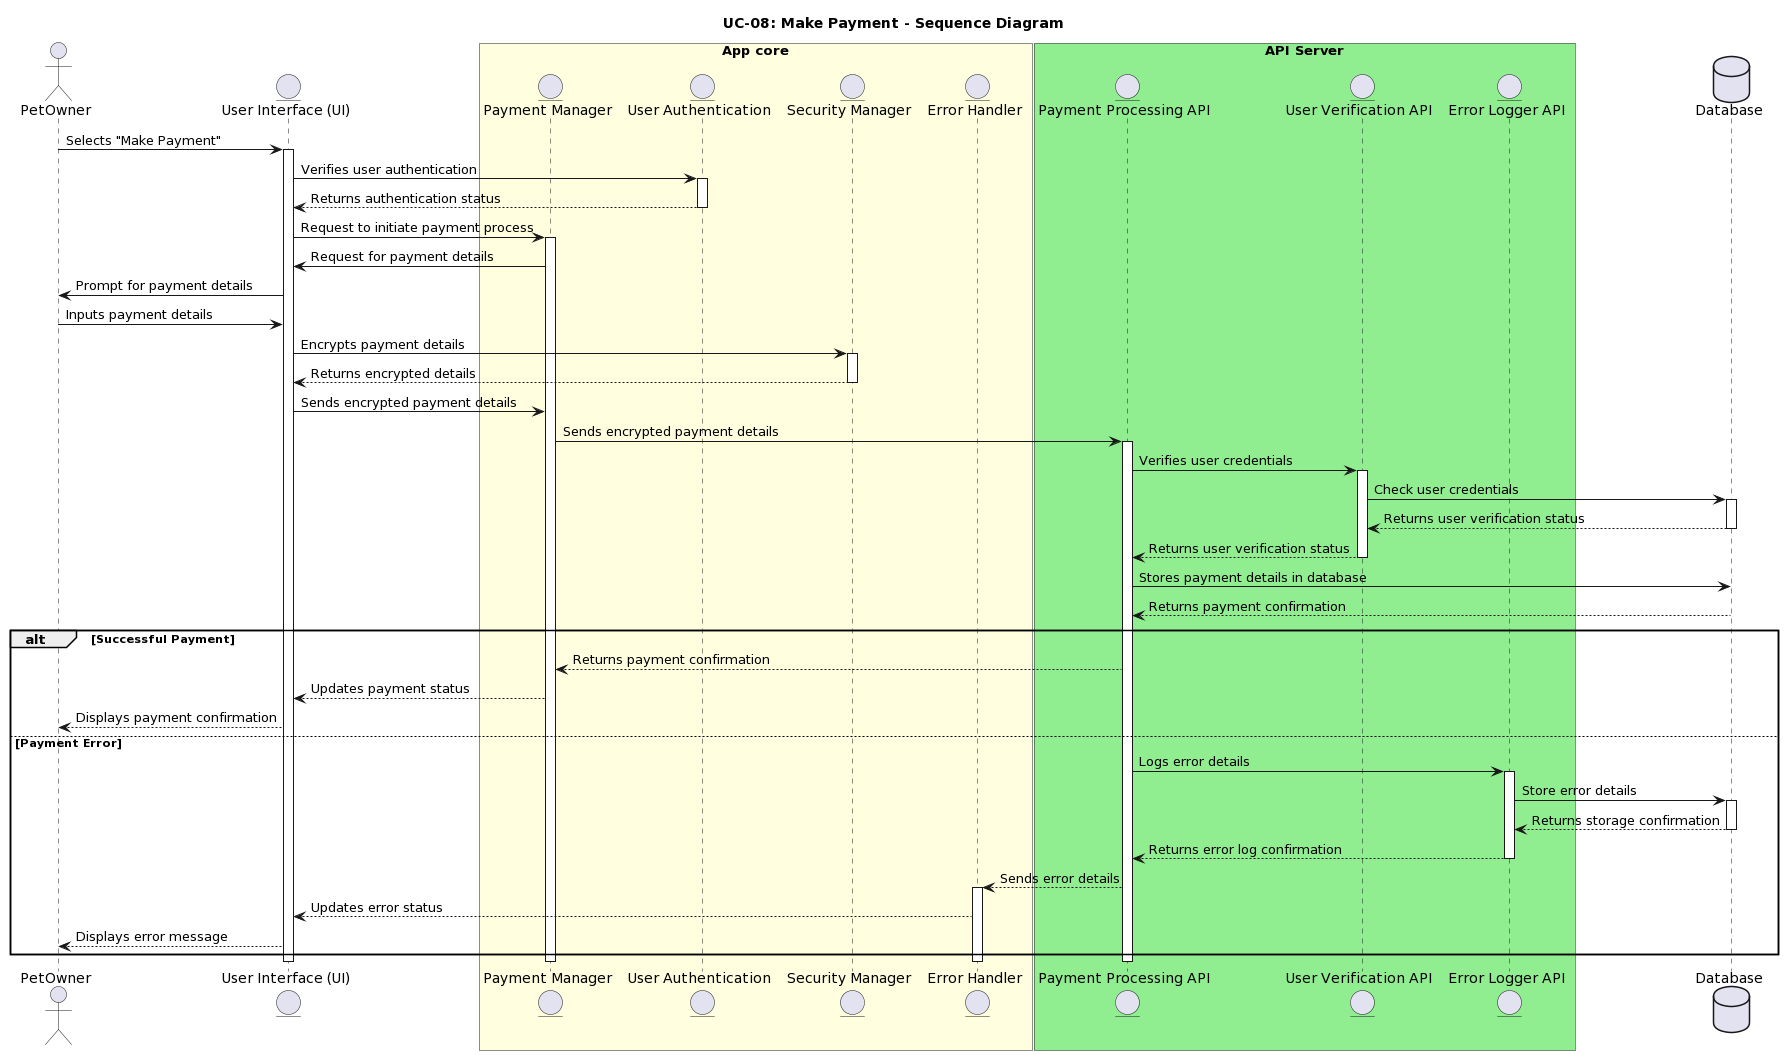 UC-08: Make Payment - Sequence Diagram
App core
API Server
PetOwner
User Interface (UI)
Payment Manager
User Authentication
Security Manager
Error Handler
Payment Processing API
User Verification API
Error Logger API
Database
Selects "Make Payment"
Verifies user authentication
Returns authentication status
Request to initiate payment process
Request for payment details
Prompt for payment details
Inputs payment details
Encrypts payment details
Returns encrypted details
Sends encrypted payment details
Sends encrypted payment details
Verifies user credentials
Check user credentials
Returns user verification status
Returns user verification status
Stores payment details in database
Returns payment confirmation
alt
[Successful Payment]
Returns payment confirmation
Updates payment status
Displays payment confirmation
[Payment Error]
Logs error details
Store error details
Returns storage confirmation
Returns error log confirmation
Sends error details
Updates error status
Displays error message
PetOwner
User Interface (UI)
Payment Manager
User Authentication
Security Manager
Error Handler
Payment Processing API
User Verification API
Error Logger API
Database